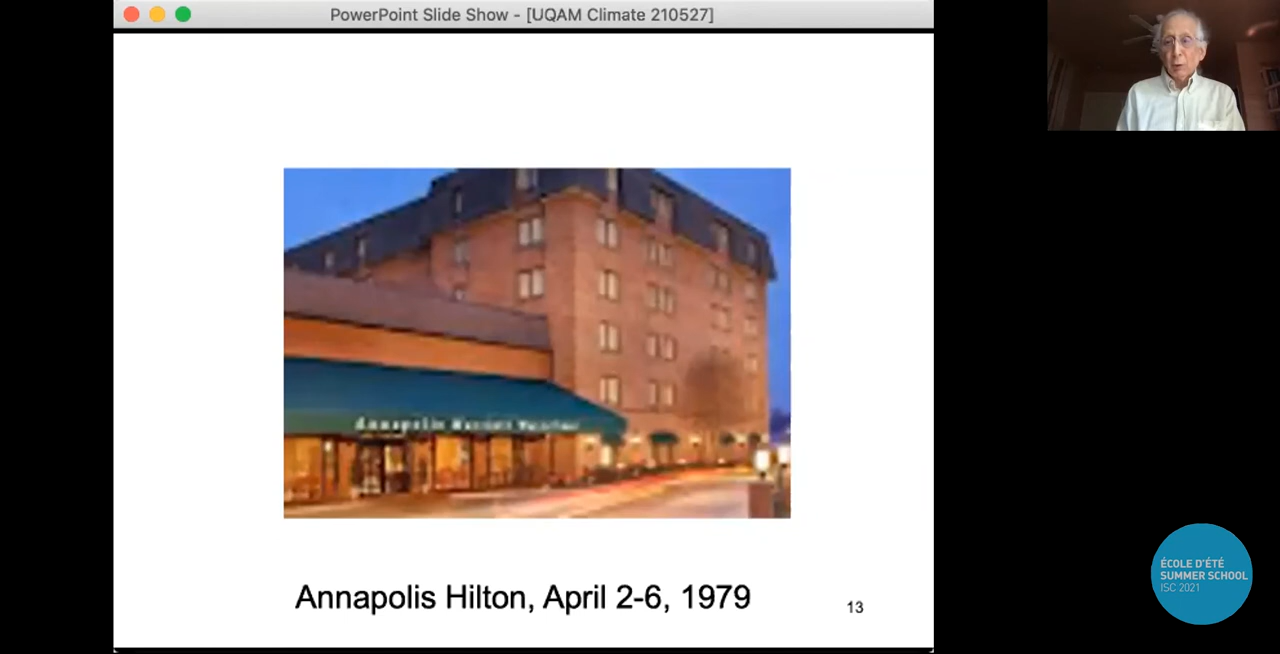 PowerPoint Slide Show - [UQAM Climate 210527]
Annapolis
Annapolis Hilton, April 2-6, 1979
13
ÉCOLE D'ÉTÉ
SUMMER SCHOOL
ISC 2021